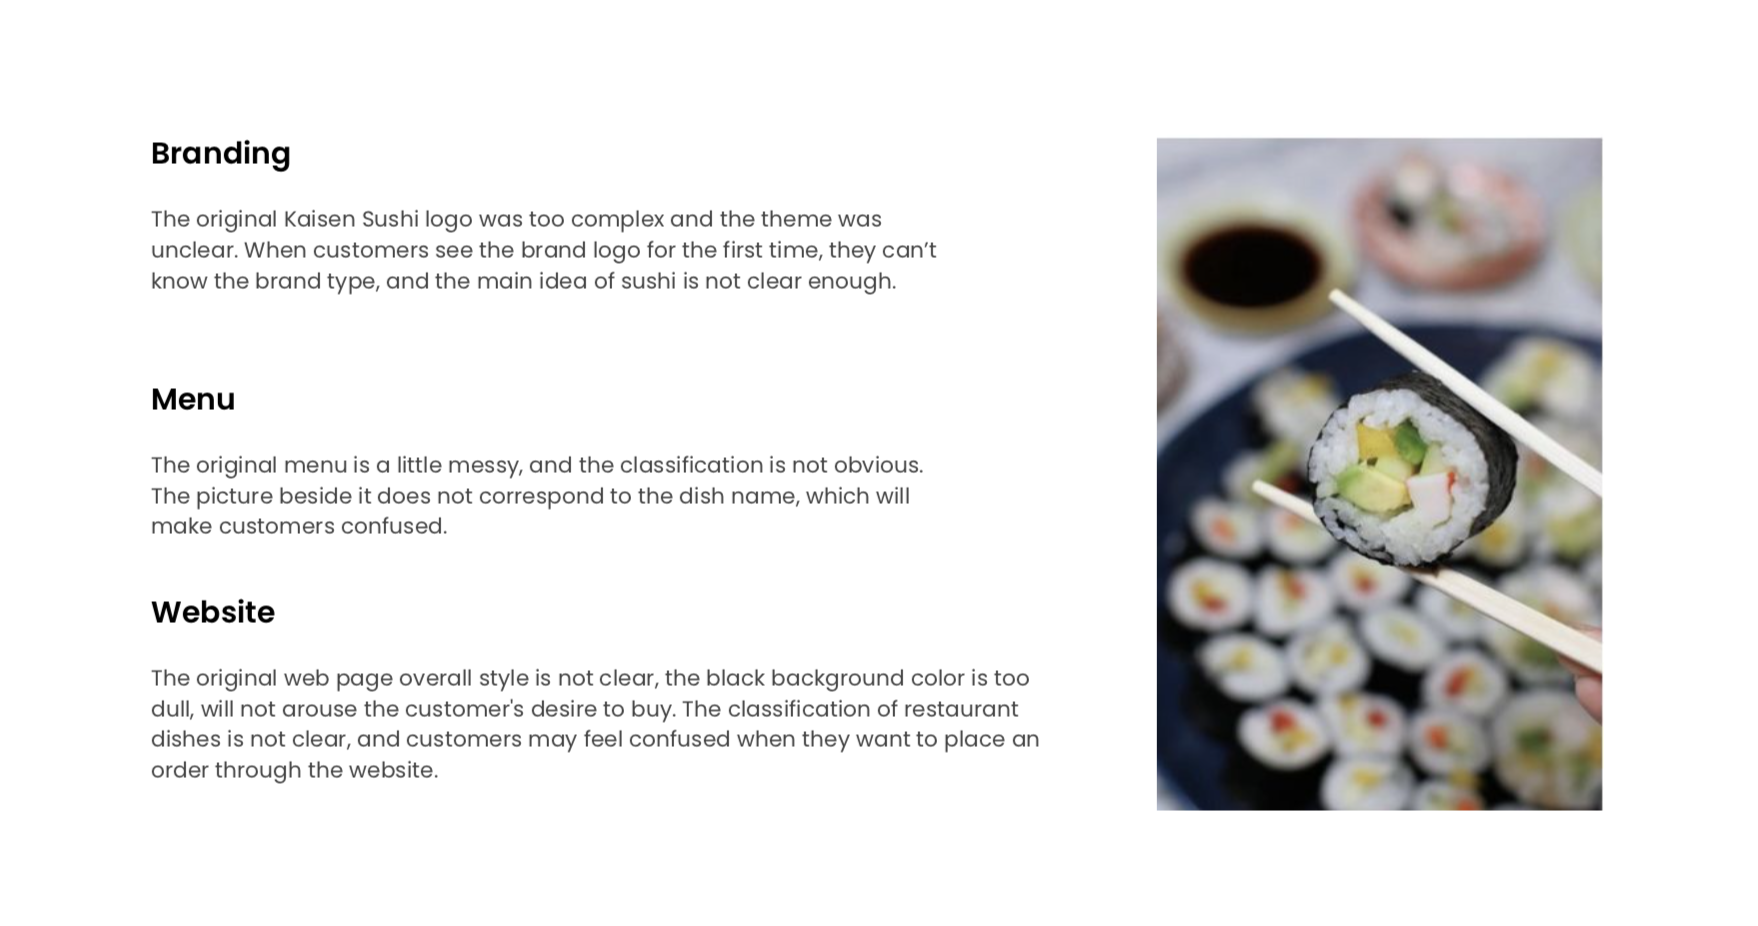 Branding
The original Kaisen Sushi logo was too complex and the theme was
unclear. When customers see the brand logo for the first time, they can’t
know the brand type, and the main idea of sushi is not clear enough.
Menu
The original menu is a little messy, and the classification is not obvious.
The picture beside it does not correspond to the dish name, which will
make customers confused.
Website
The original web page overall style is not clear, the black background color is too
dull, will not arouse the customer's desire to buy. The classification of restaurant
dishes is not clear, and customers may feel confused when they want to place an
order through the website.